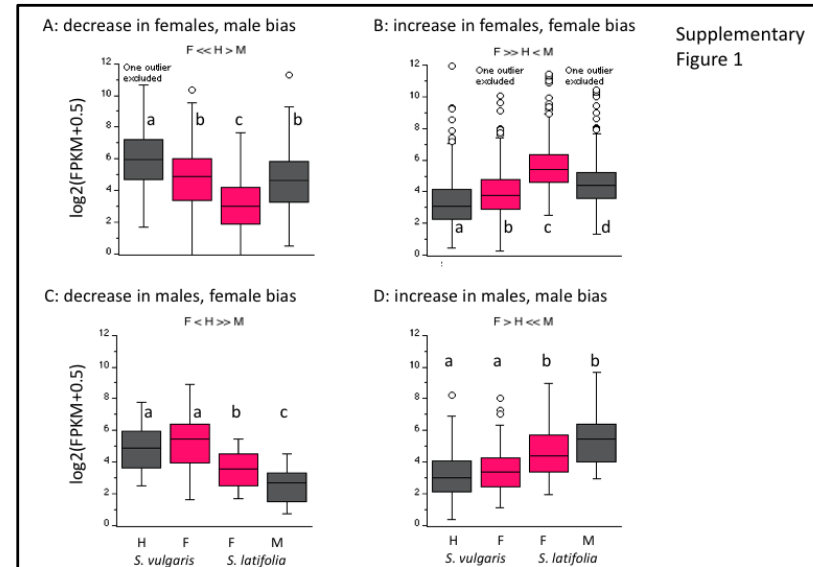 Supplementary
Figure 1
A: decrease in females, male bias
F << H > M
One outlier
excluded
a
b
c
b
log2(FPKM+0.5)
12
10
8
6
4
2
0
B: increase in females, female bias
F >> H < M
One outlier
excluded
One outlier
excluded
a
b
c
d
12
10
8
6
4
2
0
C: decrease in males, female bias
F < H >> M
a
a
b
c
log2(FPKM+0.5)
12
10
8
6
4
2
0
H F F M
S. vulgaris S. latifolia
D: increase in males, male bias
F > H << M
a
a
b
b
12
10
8
6
4
2
0
H F F M
S. vulgaris S. latifolia